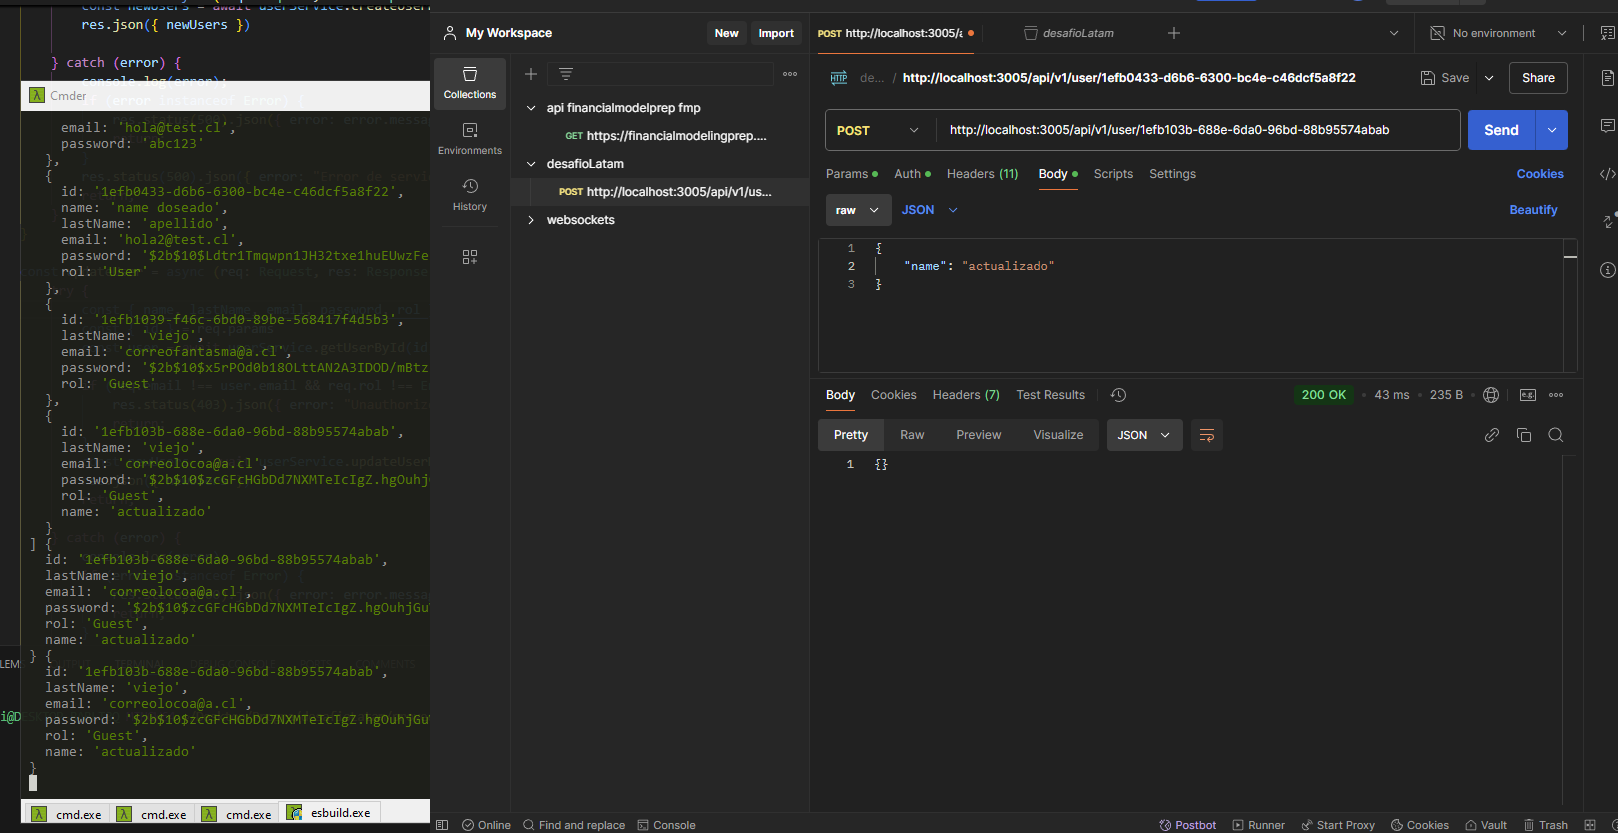 res.json({ newUsers })
} catch (error) {
console.log(error);
Cmder
email: 'hola@test.cl',
password: 'abc123'
},
{
id: '1efb0433-d6b6-6300-bc4e-c46dcf5a8f22',
name: 'name doseado',
lastName: 'apellido',
email: 'hola2@test.cl',
password: '$2b$10$Ldtr1Tmqwpn1JH32txe1huEUwzFe
rol: 'User'
},
{
id: '1efb1039-f46c-6bd0-89be-568417f4d5b3',
lastName: 'viejo',
email: 'correofantasma@a.cl',
password: '$2b$10$x5rPOd0b18OLttAN2A3IDOD/mBtz
rol: 'Guest'
},
{
id: '1efb103b-688e-6da0-96bd-88b95574abab',
lastName: 'viejo',
email: 'correolocoa@a.cl',
password: '$2b$10$zcGFcHGbDd7NXMTeIcIgZ.hgOuhj
rol: 'Guest',
name: 'actualizado'
}
] {
id: '1efb103b-688e-6da0-96bd-88b95574abab',
lastName: 'viejo',
email: 'correolocoa@a.cl',
password: '$2b$10$zcGFcHGbDd7NXMTeIcIgZ.hgOuhjGu
rol: 'Guest',
name: 'actualizado'
} {
id: '1efb103b-688e-6da0-96bd-88b95574abab',
lastName: 'viejo',
email: 'correolocoa@a.cl',
password: '$2b$10$zcGFcHGbDd7NXMTeIcIgZ.hgOuhjGu
rol: 'Guest',
name: 'actualizado'
}
cmd.exe cmd.exe cmd.exe esbuild.exe
My Workspace New Import
Collections
Environments
History
api financialmodelprep fmp
GET https://financialmodelingprep....
desafioLatam
POST http://localhost:3005/api/v1/us...
websockets
POST http://localhost:3005/a desafioLatam No environment
HTTP de... / http://localhost:3005/api/v1/user/1efb0433-d6b6-6300-bc4e-c46dcf5a8f22 Save Share
POST http://localhost:3005/api/v1/user/1efb103b-688e-6da0-96bd-88b95574abab Send
Params Auth Headers (11) Body Scripts Settings Cookies
raw JSON Beautify
1 {
2 "name": "actualizado"
3 }
Body Cookies Headers (7) Test Results 200 OK 43 ms 235 B e.g.
Pretty Raw Preview Visualize JSON
1 {}
Online Find and replace Console Postbot Runner Start Proxy Cookies Vault Trash